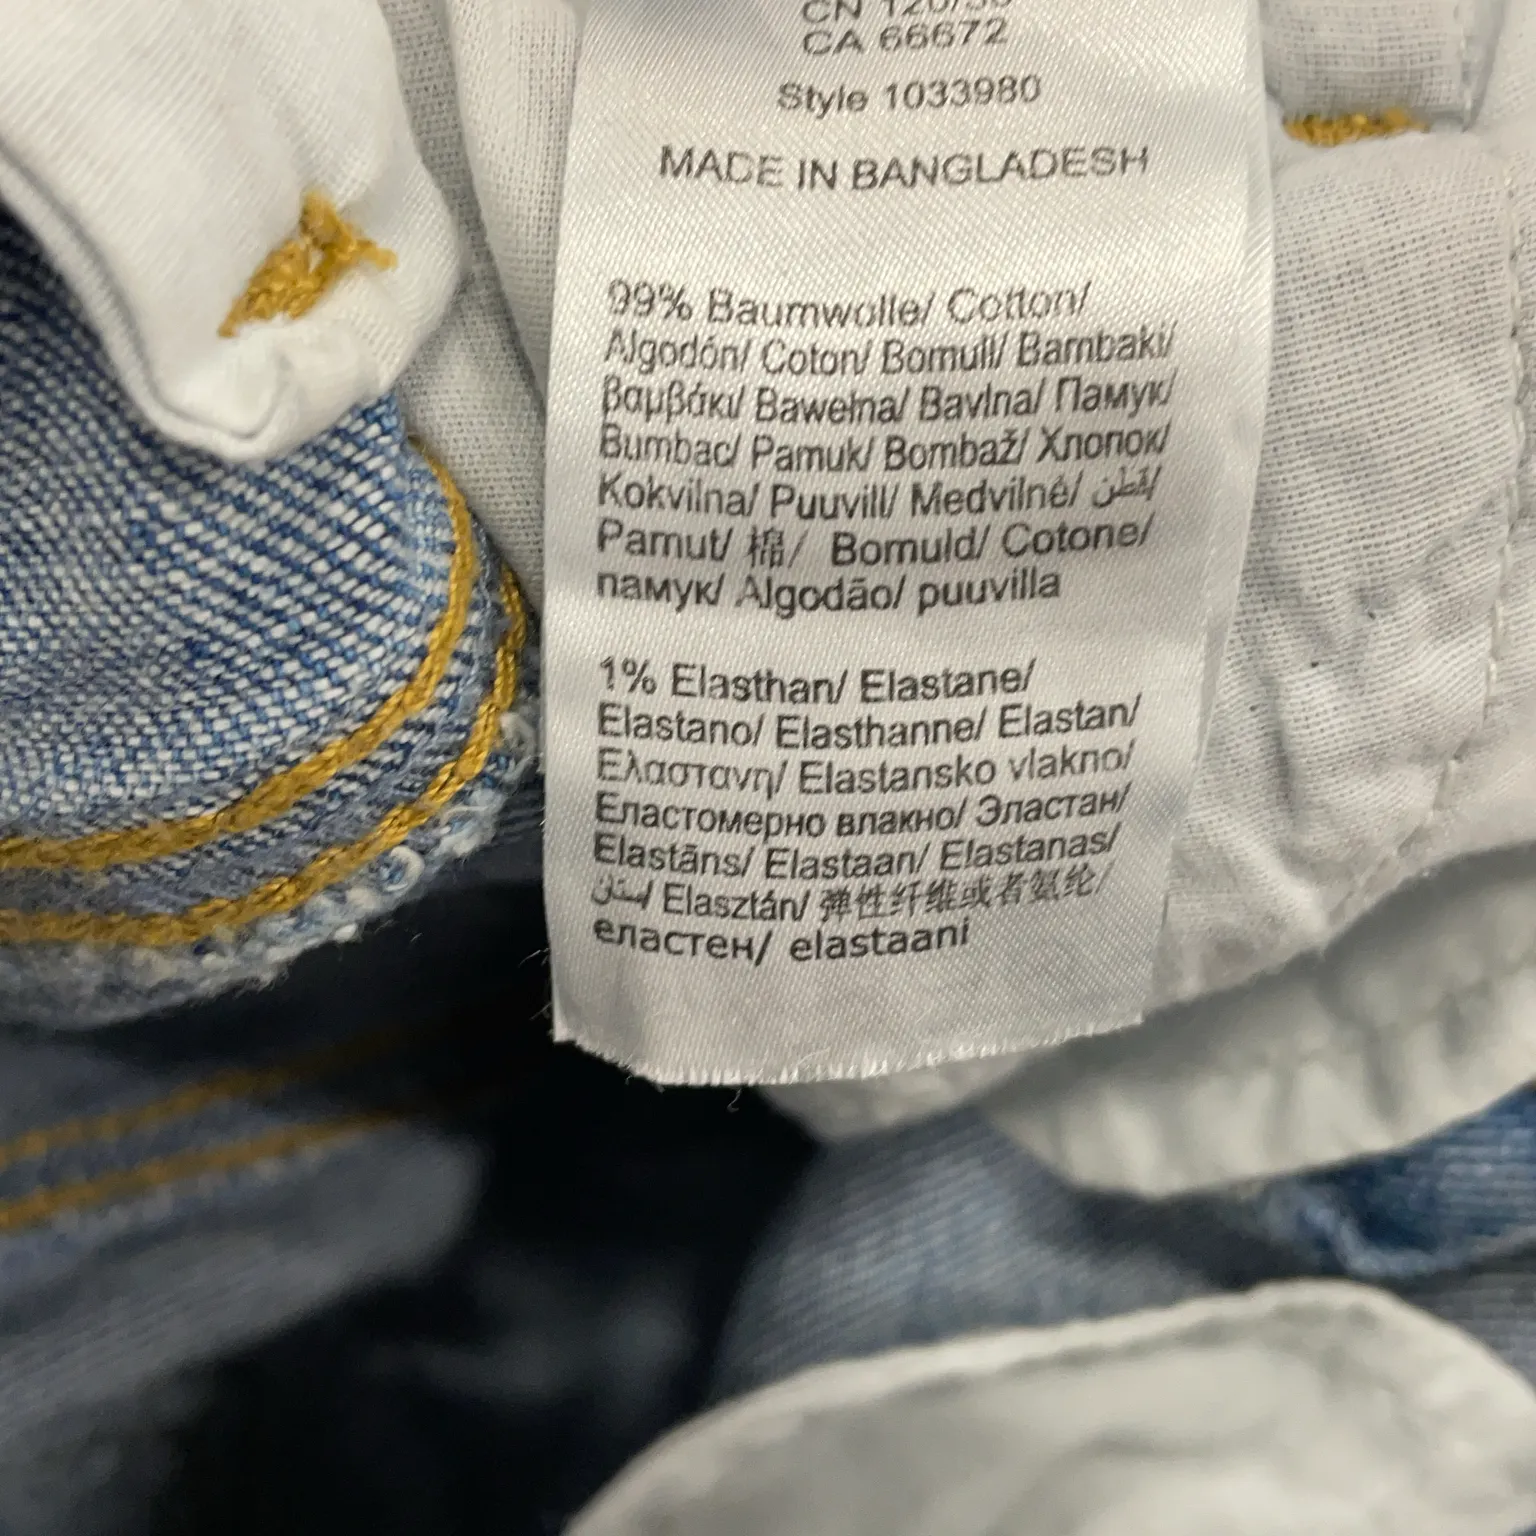 CA 66672
Style 1033980
MADE IN BANGLADESH
99% Baumwolle/ Cotton/
Algodón/ Coton/ Bomull/ Bambaki/
βαμβάκι/ Bawełna/ Bavlna/ Памук/
Bumbac/ Pamuk/ Bombaž/ Хлопок/
Kokvilna/ Puuvill/ Medvilnė/ قطن/
Pamut/ 棉/ Bomuld/ Cotone/
памук/ Algodão/ puuvilla
1% Elasthan/ Elastane/
Elastano/ Elasthanne/ Elastan/
Ελαστανη/ Elastansko vlakno/
Еластомерно влакно/ Эластан/
Elastāns/ Elastaan/ Elastanas/
Elasztán/ 弹性纤维或者氨纶/
еластен/ elastaani